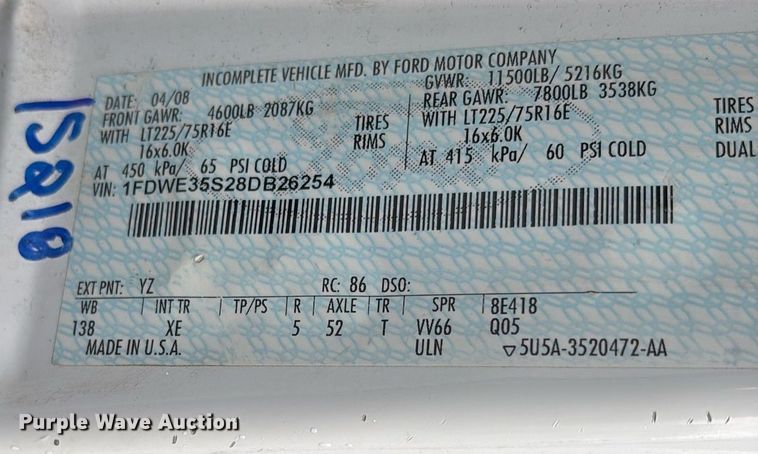 INCOMPLETE VEHICLE MFD. BY FORD MOTOR COMPANY
DATE: 04/08 GVWR: 11500LB/ 5216KG
FRONT GAWR: 4600LB 2087KG REAR GAWR: 7800LB 3538KG
WITH LT225/75R16E TIRES WITH LT225/75R16E TIRES
16x6.0K RIMS 16x6.0K RIMS
AT 450 kPa/ 65 PSI COLD AT 415 kPa/ 60 PSI COLD DUAL
VIN: 1FDWE35S28DB26254
EXT PNT: YZ RC: 86 DSO:
WB INT TR TP/PS R AXLE TR SPR 8E418
138 XE 5 52 T VV66 Q05
MADE IN U.S.A. ULN ▽5U5A-3520472-AA
15218
Purple Wave Auction